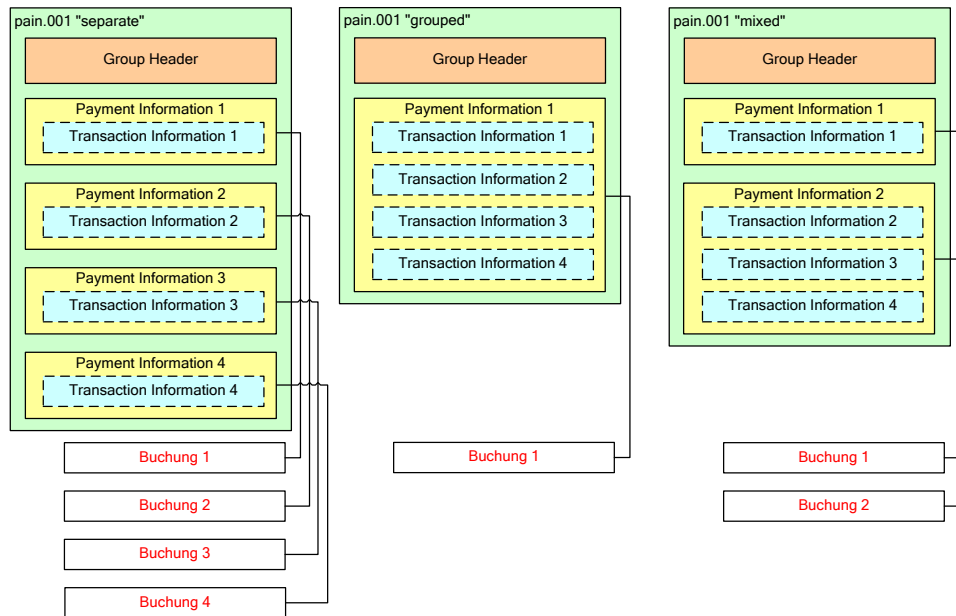 pain.001 "separate"
Group Header
Payment Information 1
Transaction Information 1
Payment Information 2
Transaction Information 2
Payment Information 3
Transaction Information 3
Payment Information 4
Transaction Information 4
Buchung 1
Buchung 2
Buchung 3
Buchung 4
pain.001 "grouped"
Group Header
Payment Information 1
Transaction Information 1
Transaction Information 2
Transaction Information 3
Transaction Information 4
Buchung 1
pain.001 "mixed"
Group Header
Payment Information 1
Transaction Information 1
Payment Information 2
Transaction Information 2
Transaction Information 3
Transaction Information 4
Buchung 1
Buchung 2